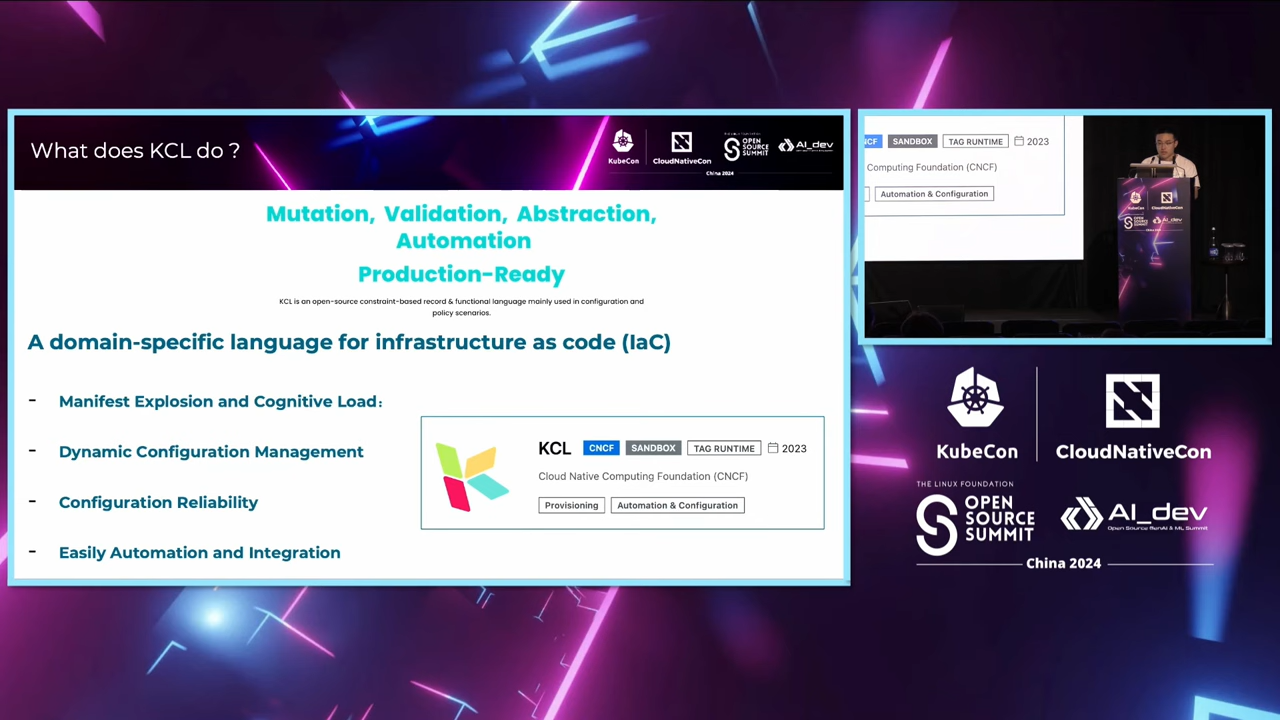 What does KCL do ?
KubeCon
CloudNativeCon
OPEN
SOURCE
SUMMIT
AI_dev
China 2024
Mutation, Validation, Abstraction,
Automation
Production-Ready
KCL is an open-source constraint-based record & functional language mainly used in configuration and
policy scenarios.
A domain-specific language for infrastructure as code (IaC)
- Manifest Explosion and Cognitive Load：
- Dynamic Configuration Management
- Configuration Reliability
- Easily Automation and Integration
KCL CNCF SANDBOX TAG RUNTIME 2023
Cloud Native Computing Foundation (CNCF)
Provisioning Automation & Configuration
SANDBOX TAG RUNTIME 2023
Computing Foundation (CNCF)
Automation & Configuration
KubeCon CloudNativeCon
THE LINUX FOUNDATION
OPEN
SOURCE
SUMMIT
AI_dev
Open Source GenAI & ML Summit
China 2024